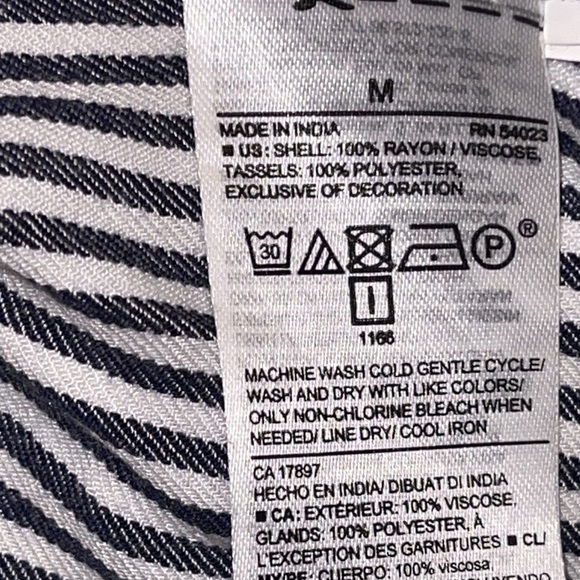 M
MADE IN INDIA RN 54023
■ US: SHELL: 100% RAYON / VISCOSE,
TASSELS: 100% POLYESTER,
EXCLUSIVE OF DECORATION
30 P ®
1166
MACHINE WASH COLD GENTLE CYCLE/
WASH AND DRY WITH LIKE COLORS/
ONLY NON-CHLORINE BLEACH WHEN
NEEDED/ LINE DRY/ COOL IRON
CA 17897
HECHO EN INDIA/ DIBUAT DI INDIA
■ CA: EXTÉRIEUR: 100% VISCOSE,
GLANDS: 100% POLYESTER, À
L'EXCEPTION DES GARNITURES ■ CL/
CUERPO: 100% viscosa,